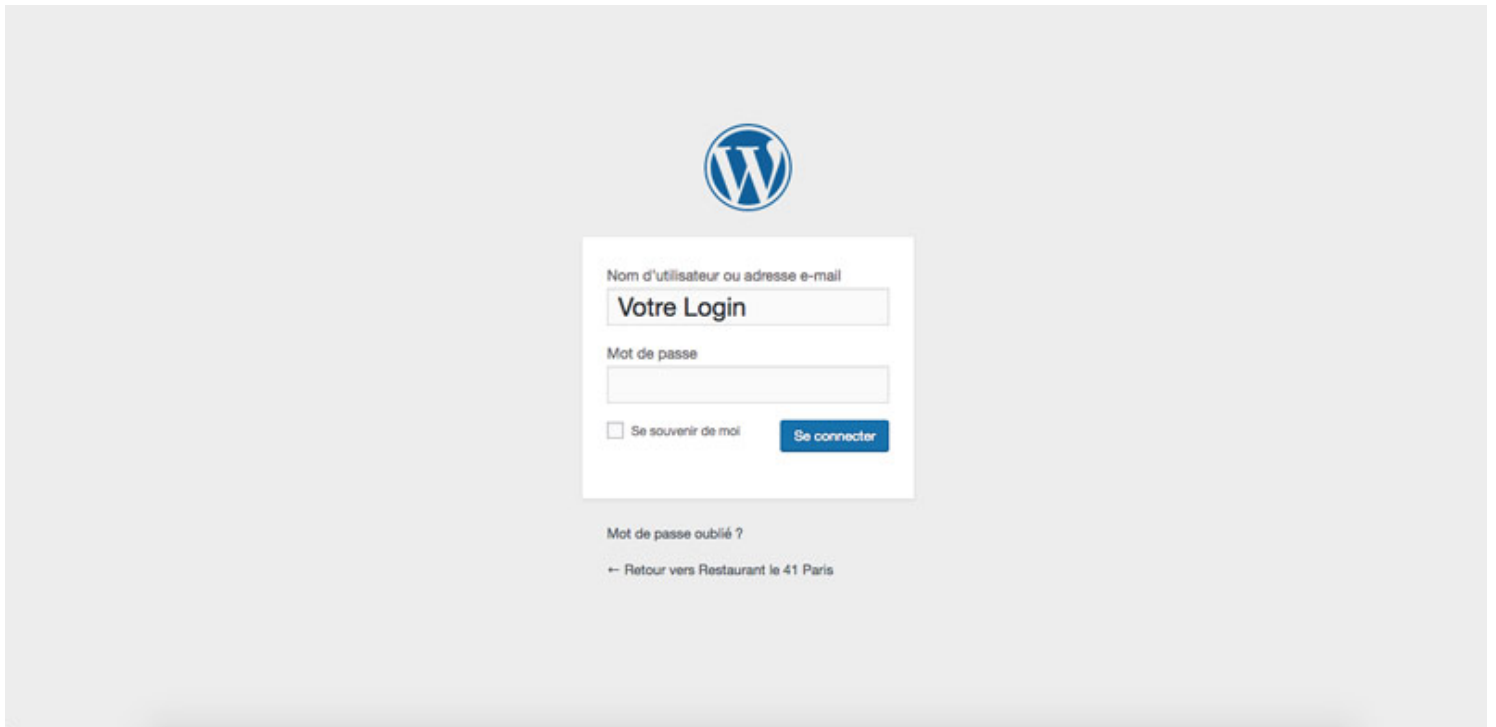 Nom d'utilisateur ou adresse e-mail
Votre Login
Mot de passe
Se souvenir de moi
Se connecter
Mot de passe oublié ?
← Retour vers Restaurant le 41 Paris